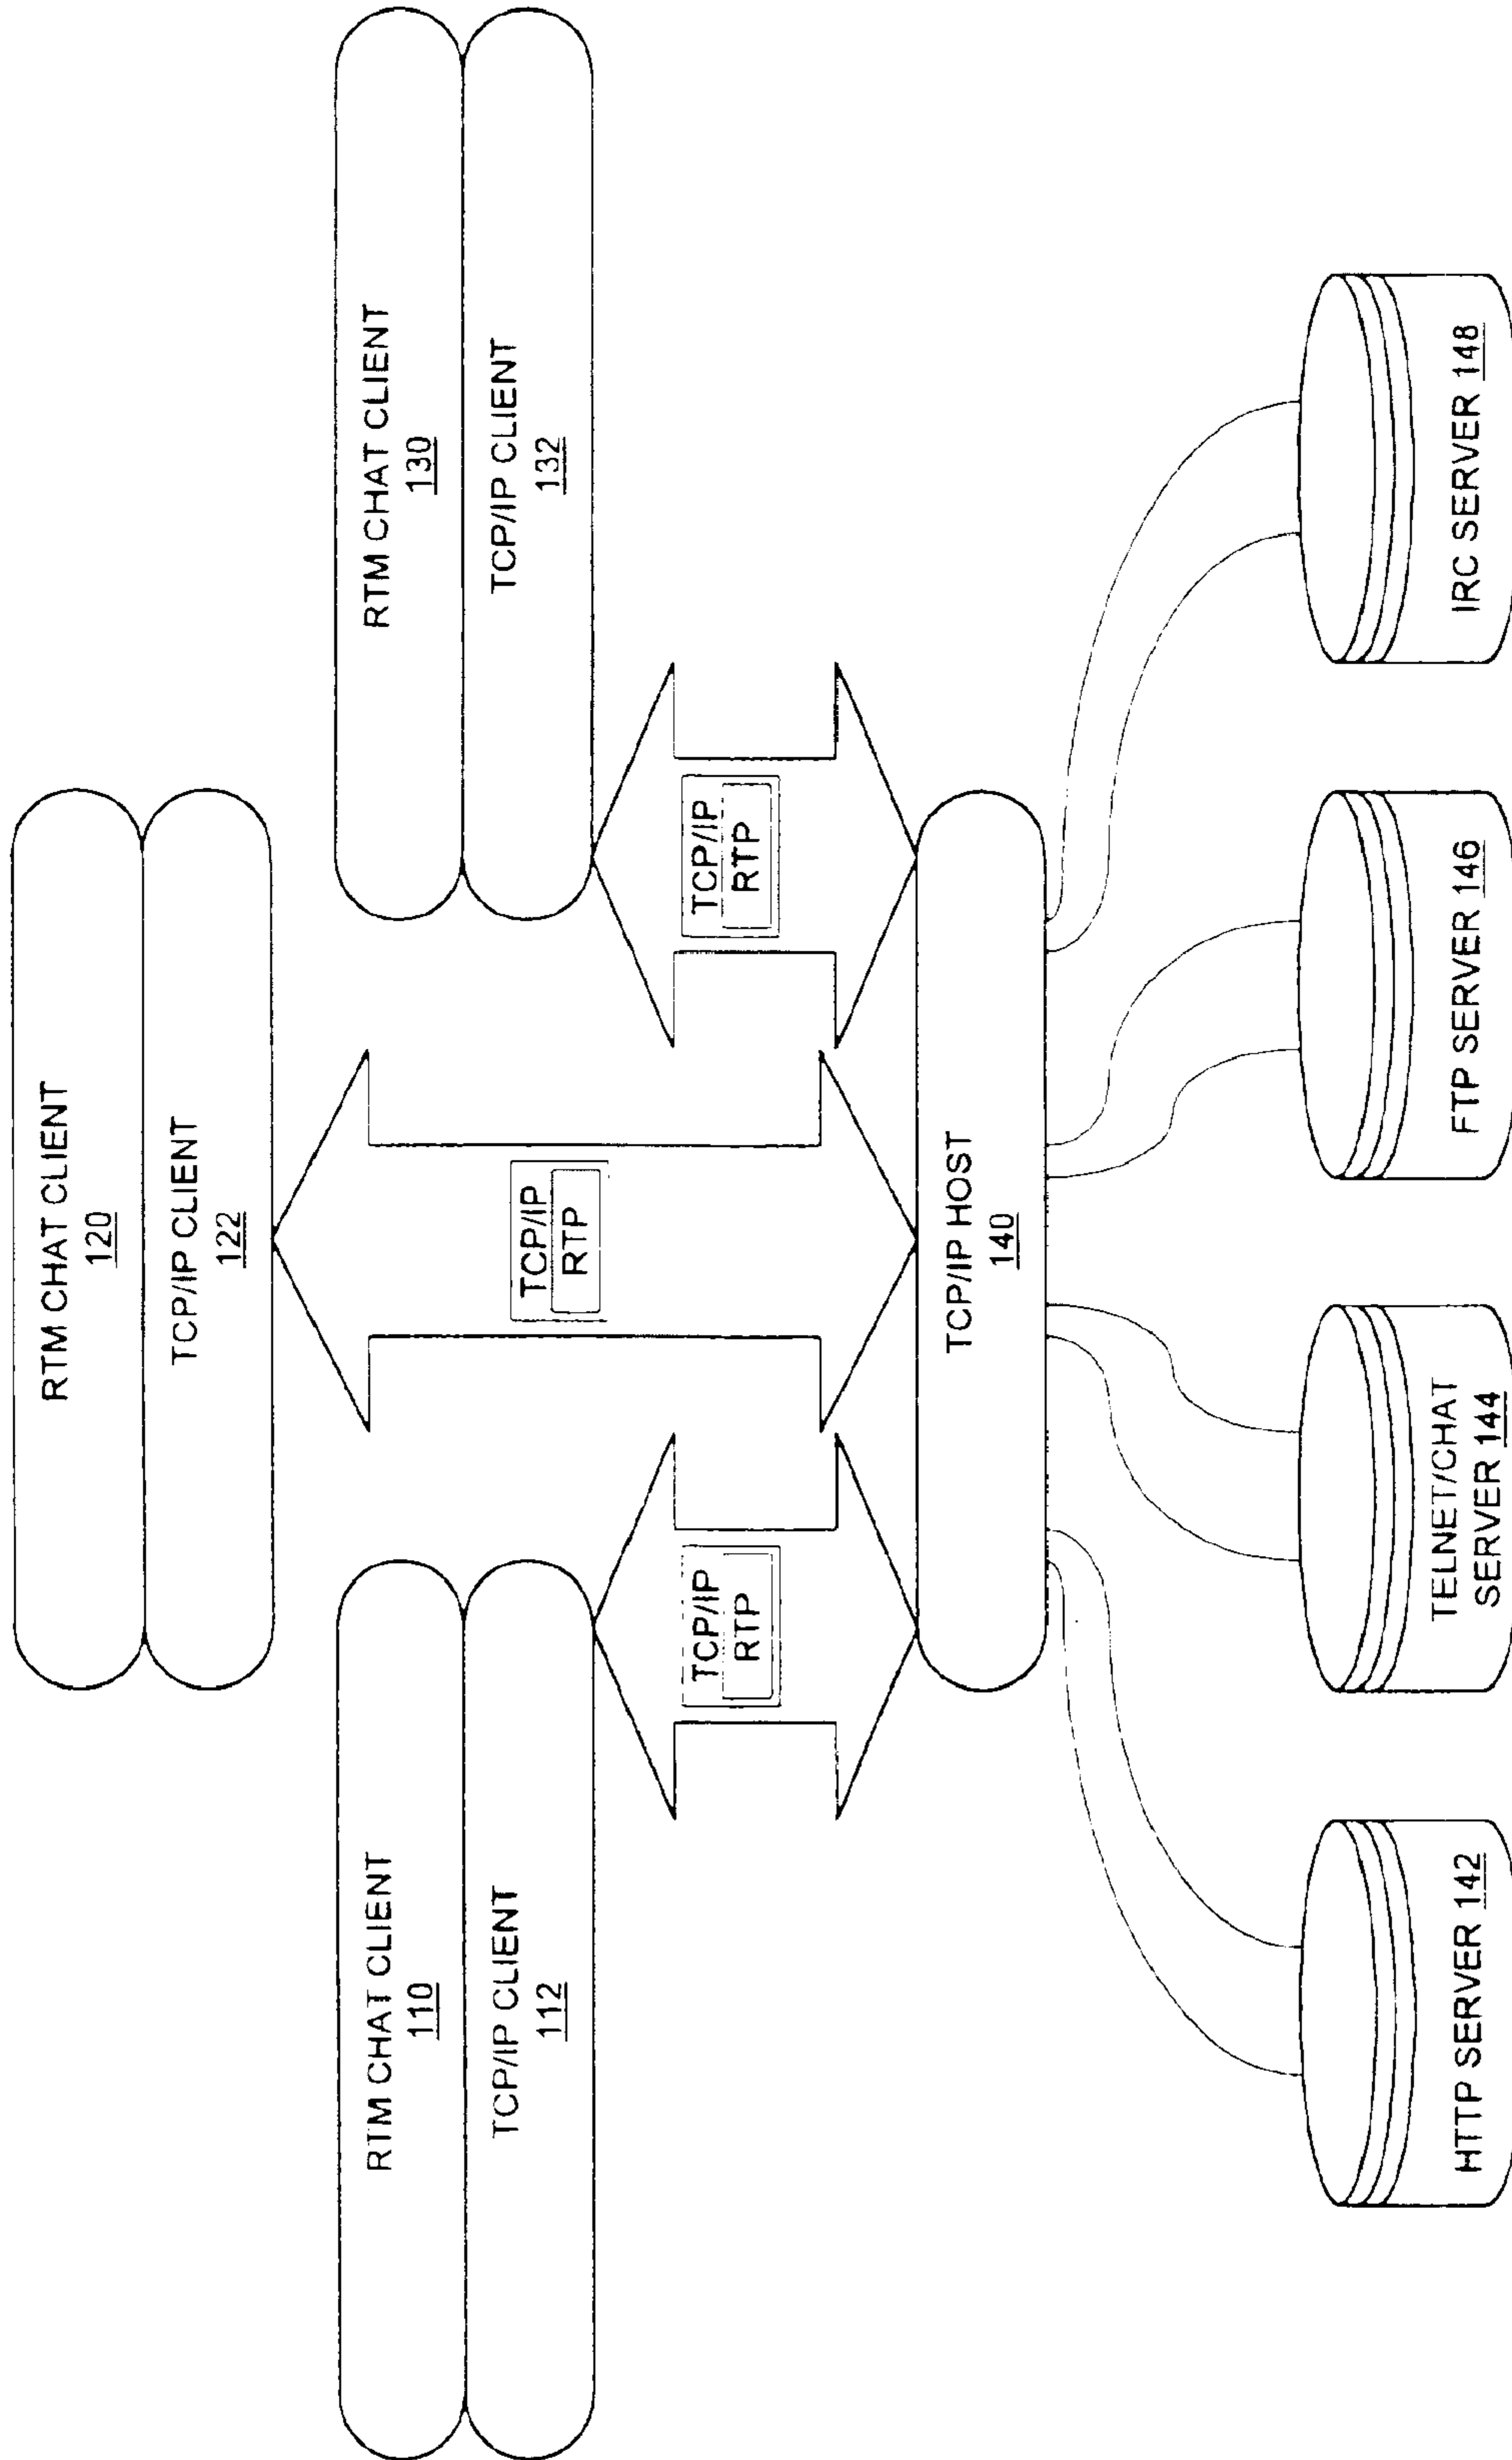 RTM CHAT CLIENT
120
TCP/IP CLIENT
122
RTM CHAT CLIENT
110
TCP/IP CLIENT
112
RTM CHAT CLIENT
130
TCP/IP CLIENT
132
TCP/IP
RTP
TCP/IP
RTP
TCP/IP
RTP
TCP/IP HOST
140
HTTP SERVER 142
TELNET/CHAT
SERVER 144
FTP SERVER 146
IRC SERVER 148